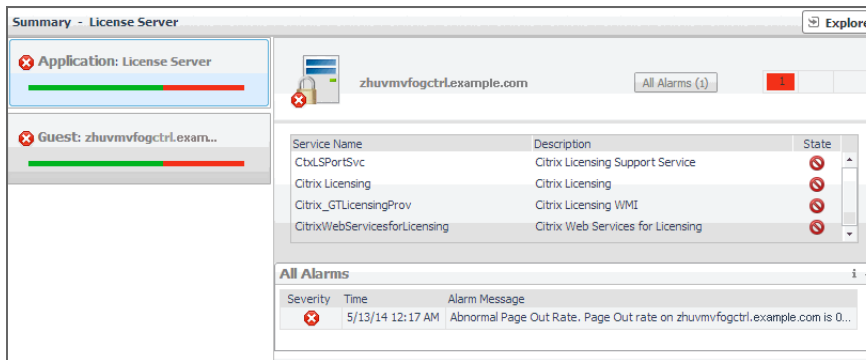 Summary - License Server
Explore
Application: License Server
Guest: zhuvmvfogctrl.exam...
zhuvmvfogctrl.example.com
All Alarms (1)
1
Service Name Description State
CtxLSPortSvc Citrix Licensing Support Service
Citrix Licensing Citrix Licensing
Citrix_GTLicensingProv Citrix Licensing WMI
CitrixWebServicesforLicensing Citrix Web Services for Licensing
All Alarms
Severity Time Alarm Message
5/13/14 12:17 AM Abnormal Page Out Rate. Page Out rate on zhuvmvfogctrl.example.com is 0...